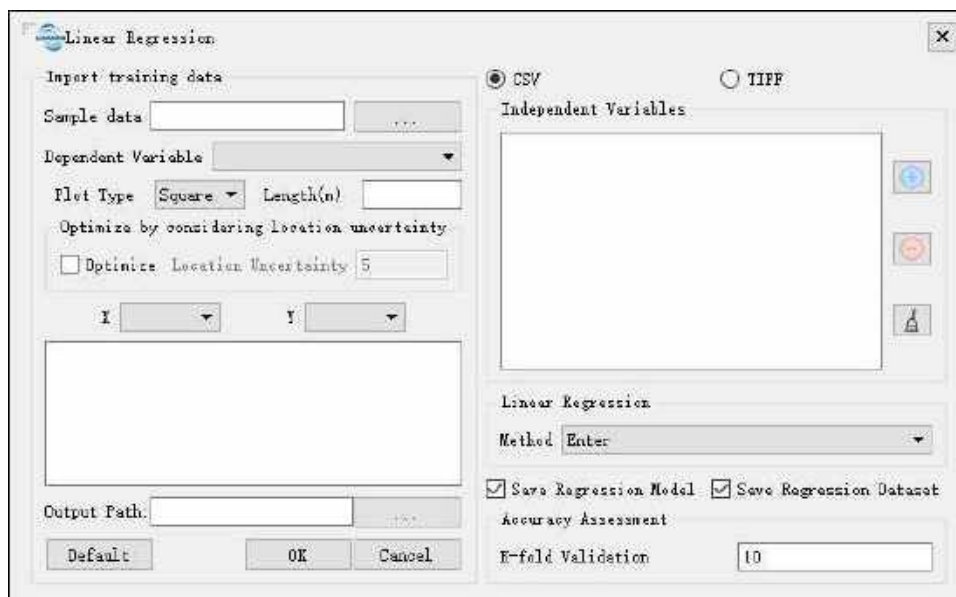 Linear Regression
Import training data
Sample data ...
Dependent Variable
Plot Type Square Length(m)
Optimize by considering Location uncertainty
Optimize Location Uncertainty 5
X Y
Output Path: ...
Default OK Cancel
CSV TIFF
Independent Variables
Linear Regression
Method Enter
Save Regression Model Save Regression Dataset
Accuracy Assessment
K-fold Validation 10